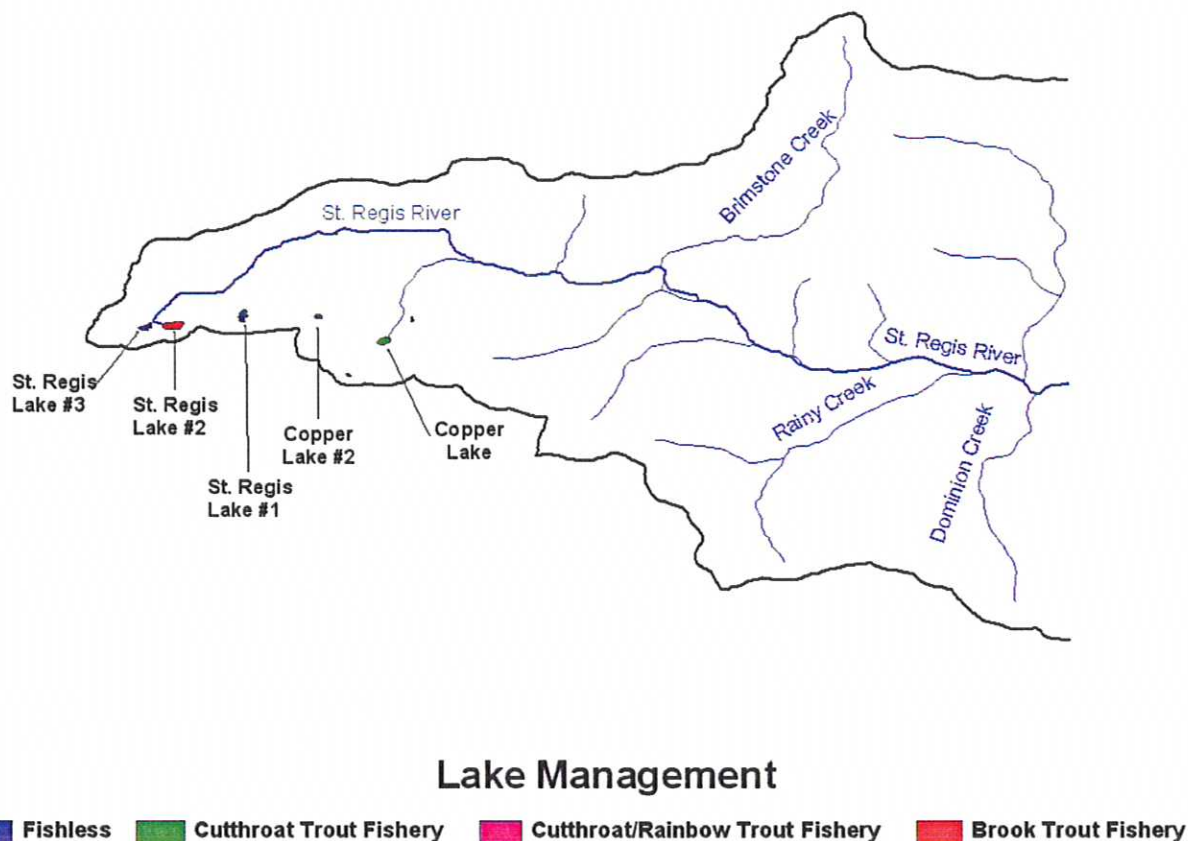 Brimstone Creek
St. Regis River
St. Regis River
St. Regis
Lake #3
St. Regis
Lake #2
Copper
Lake #2
Copper
Lake
St. Regis
Lake #1
Rainy Creek
Dominion Creek
Lake Management
Fishless
Cutthroat Trout Fishery
Cutthroat/Rainbow Trout Fishery
Brook Trout Fishery